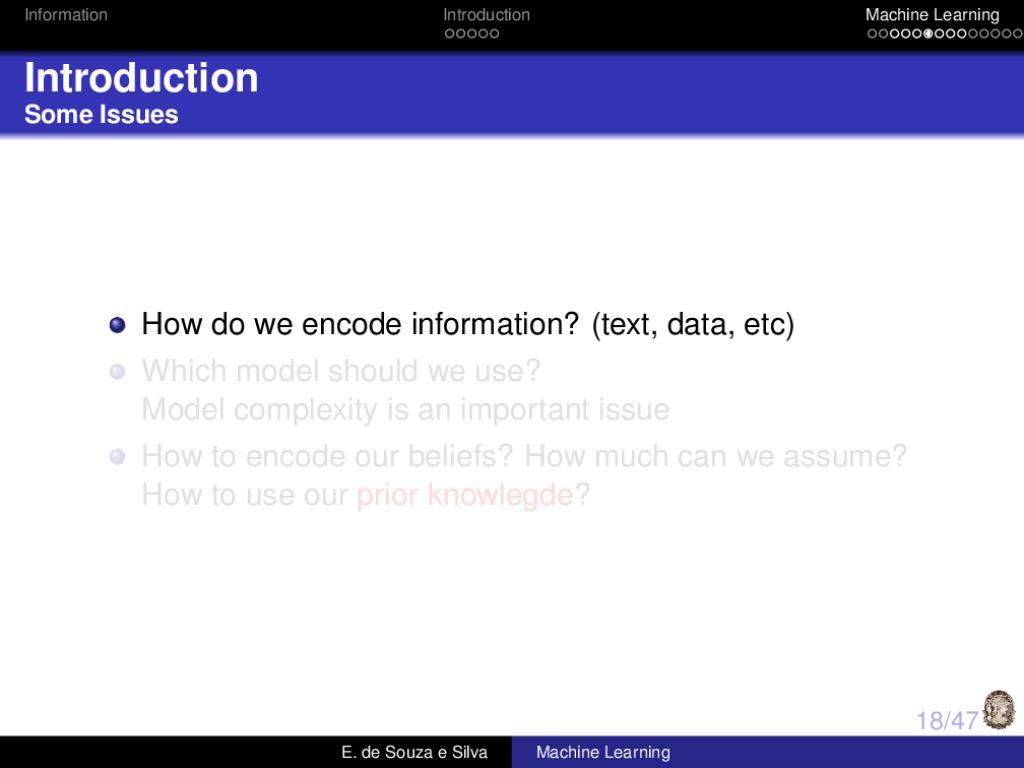 Information Introduction Machine Learning
Introduction
Some Issues
How do we encode information? (text, data, etc)
Which model should we use?
Model complexity is an important issue
How to encode our beliefs? How much can we assume?
How to use our prior knowlegde?
18/47
E. de Souza e Silva Machine Learning